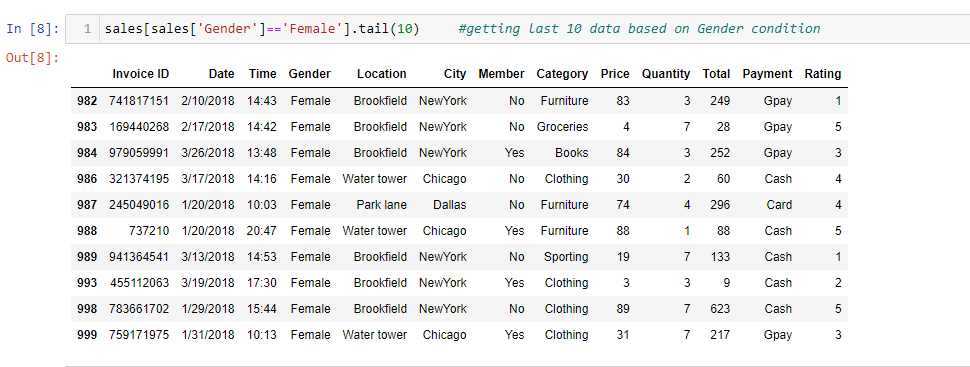 In [8]: 1 sales[sales['Gender']=='Female'].tail(10) #getting last 10 data based on Gender condition
Out[8]:
Invoice ID Date Time Gender Location City Member Category Price Quantity Total Payment Rating
982 741817151 2/10/2018 14:43 Female Brookfield NewYork No Furniture 83 3 249 Gpay 1
983 169440268 2/17/2018 14:42 Female Brookfield NewYork No Groceries 4 7 28 Gpay 5
984 979059991 3/26/2018 13:48 Female Brookfield NewYork Yes Books 84 3 252 Gpay 3
986 321374195 3/17/2018 14:16 Female Water tower Chicago No Clothing 30 2 60 Cash 4
987 245049016 1/20/2018 10:03 Female Park lane Dallas No Furniture 74 4 296 Card 4
988 737210 1/20/2018 20:47 Female Water tower Chicago Yes Furniture 88 1 88 Cash 5
989 941364541 3/13/2018 14:53 Female Brookfield NewYork No Sporting 19 7 133 Cash 1
993 455112063 3/19/2018 17:30 Female Brookfield NewYork Yes Clothing 3 3 9 Cash 2
998 783661702 1/29/2018 15:44 Female Brookfield NewYork No Clothing 89 7 623 Cash 5
999 759171975 1/31/2018 10:13 Female Water tower Chicago Yes Clothing 31 7 217 Gpay 3